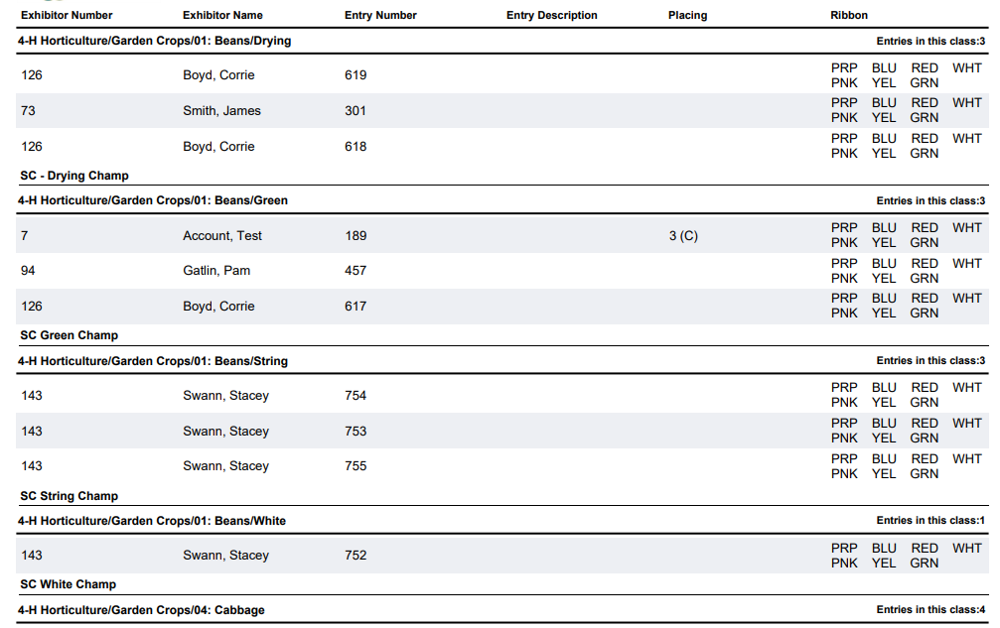 Exhibitor Number Exhibitor Name Entry Number Entry Description Placing Ribbon
4-H Horticulture/Garden Crops/01: Beans/Drying Entries in this class:3
126 Boyd, Corrie 619 PRP BLU RED WHT
PNK YEL GRN
73 Smith, James 301 PRP BLU RED WHT
PNK YEL GRN
126 Boyd, Corrie 618 PRP BLU RED WHT
PNK YEL GRN
SC - Drying Champ
4-H Horticulture/Garden Crops/01: Beans/Green Entries in this class:3
7 Account, Test 189 3 (C) PRP BLU RED WHT
PNK YEL GRN
94 Gatlin, Pam 457 PRP BLU RED WHT
PNK YEL GRN
126 Boyd, Corrie 617 PRP BLU RED WHT
PNK YEL GRN
SC Green Champ
4-H Horticulture/Garden Crops/01: Beans/String Entries in this class:3
143 Swann, Stacey 754 PRP BLU RED WHT
PNK YEL GRN
143 Swann, Stacey 753 PRP BLU RED WHT
PNK YEL GRN
143 Swann, Stacey 755 PRP BLU RED WHT
PNK YEL GRN
SC String Champ
4-H Horticulture/Garden Crops/01: Beans/White Entries in this class:1
143 Swann, Stacey 752 PRP BLU RED WHT
PNK YEL GRN
SC White Champ
4-H Horticulture/Garden Crops/04: Cabbage Entries in this class:4